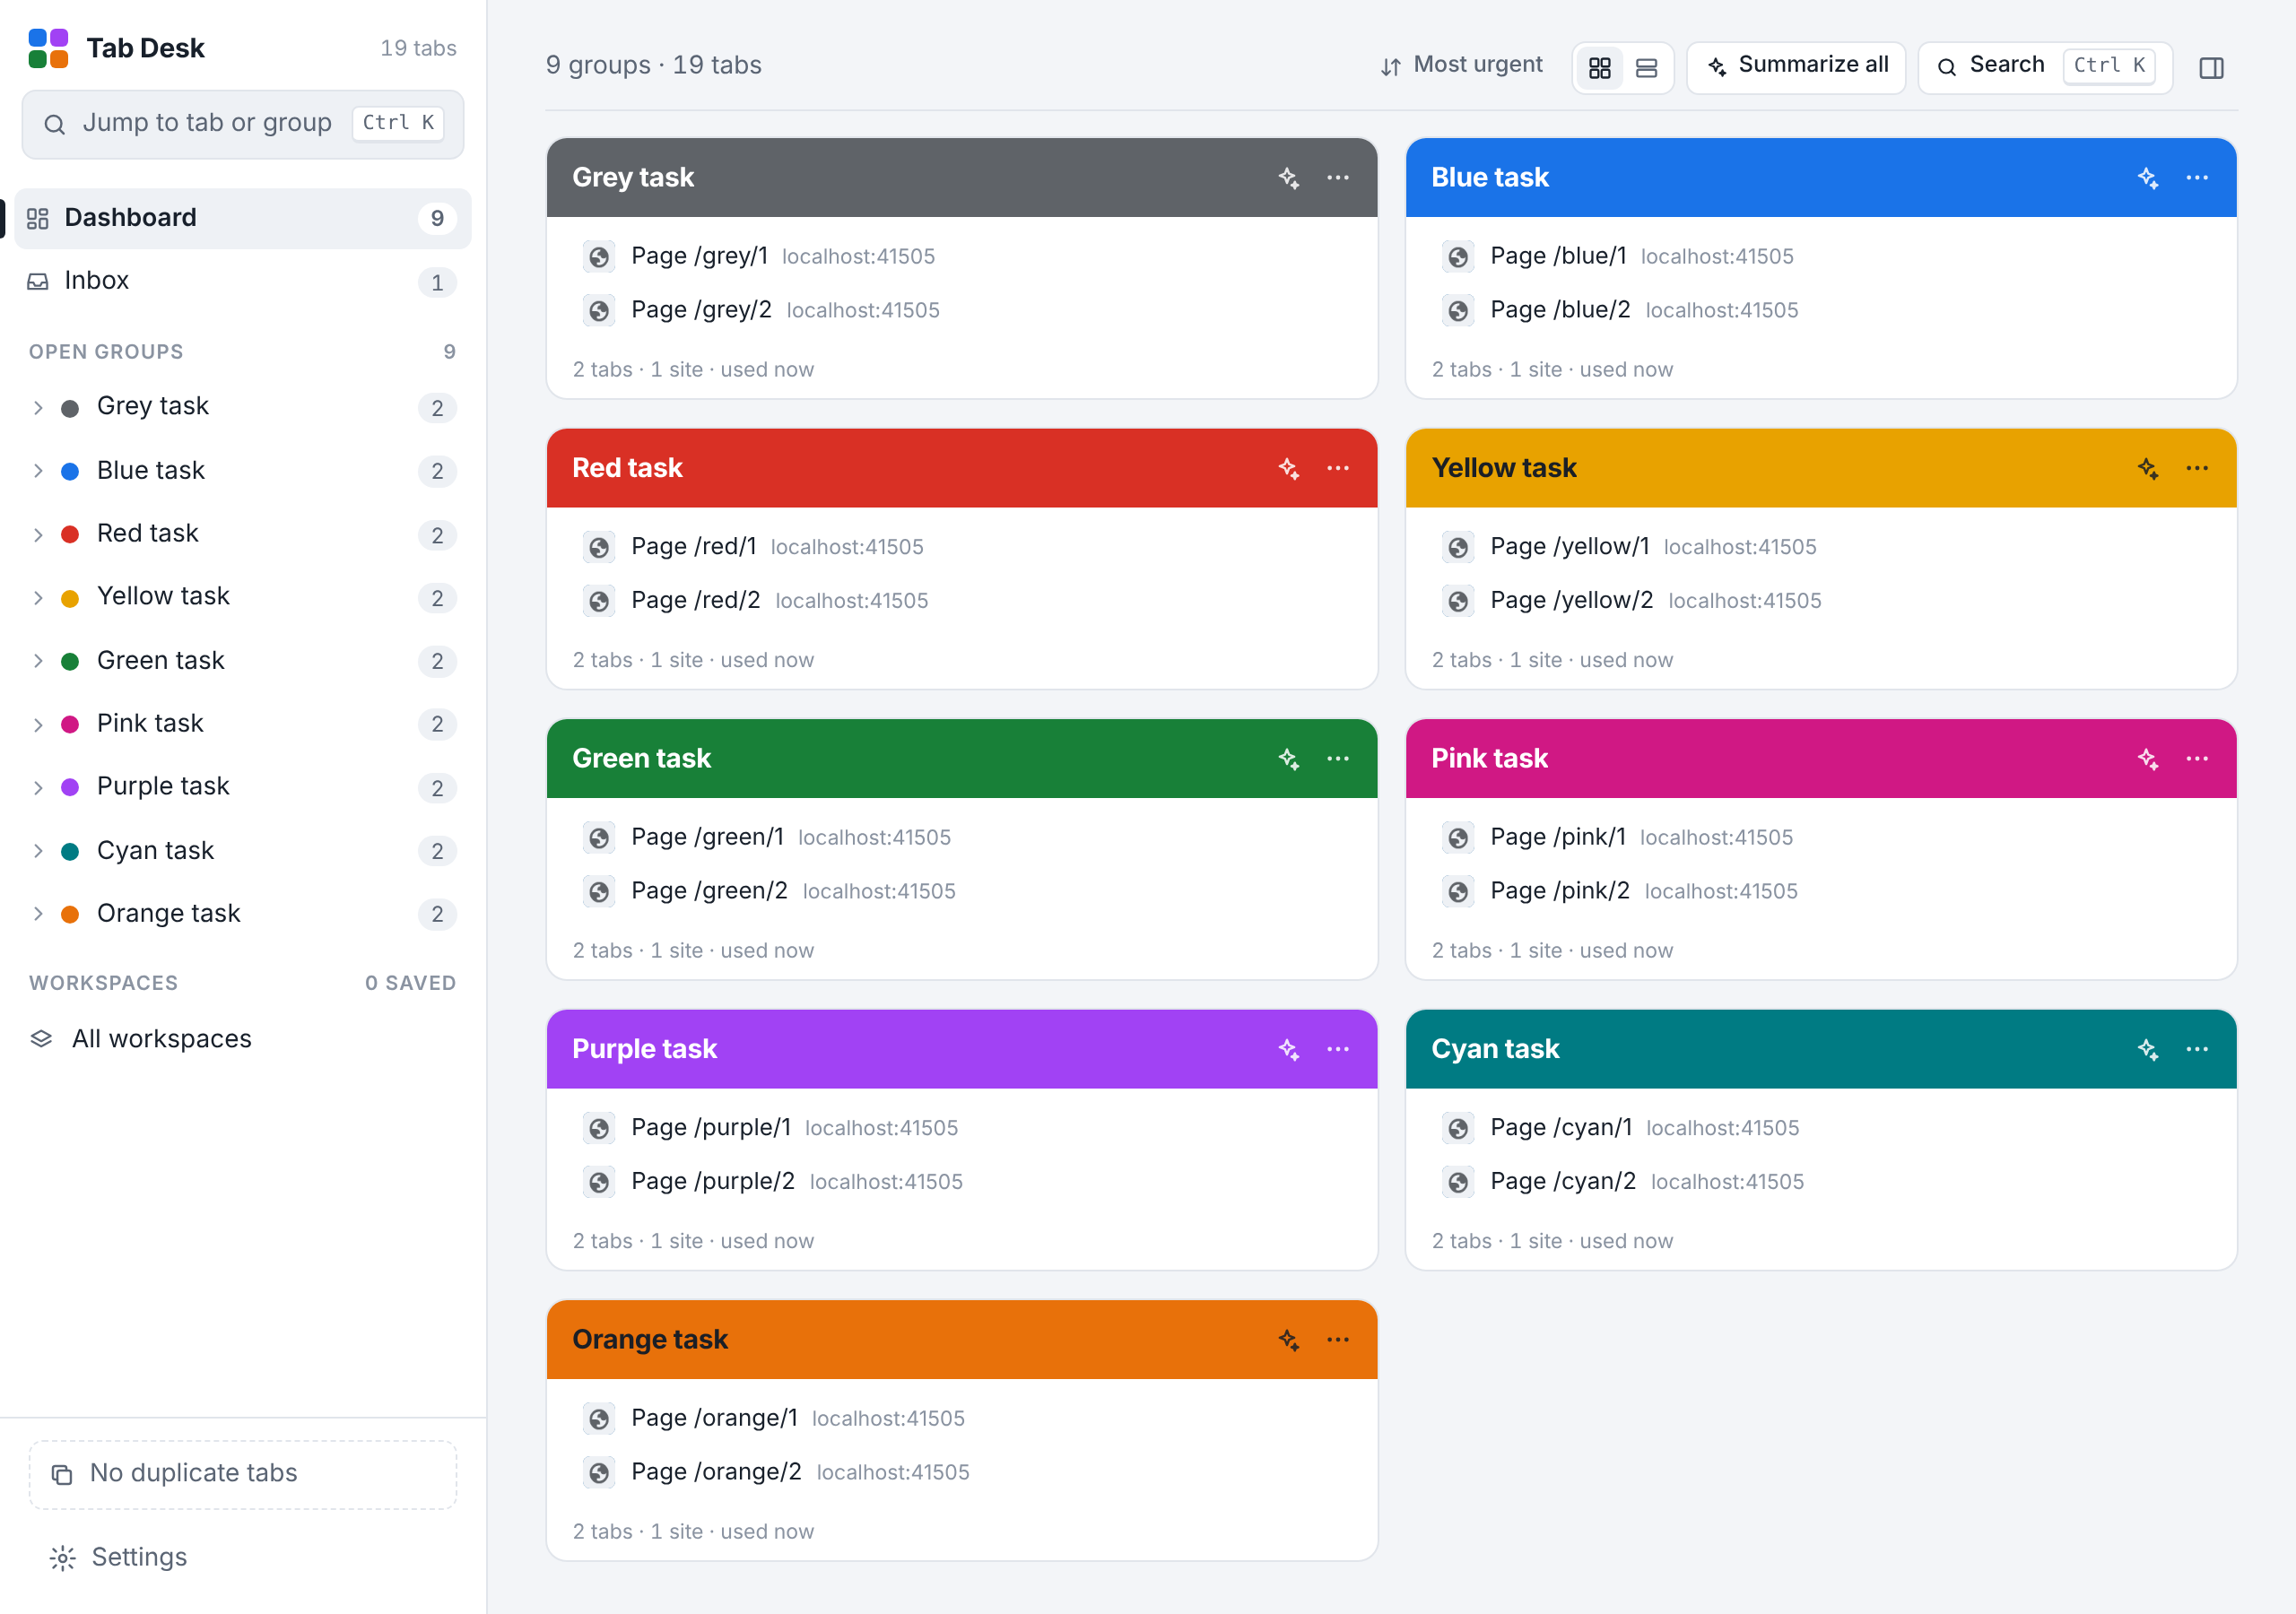 Tab Desk 19 tabs
Jump to tab or group Ctrl K
Dashboard 9
Inbox 1
OPEN GROUPS 9
Grey task 2
Blue task 2
Red task 2
Yellow task 2
Green task 2
Pink task 2
Purple task 2
Cyan task 2
Orange task 2
WORKSPACES 0 SAVED
All workspaces
No duplicate tabs
Settings
9 groups · 19 tabs Most urgent Summarize all Search Ctrl K
Grey task
Page /grey/1 localhost:41505
Page /grey/2 localhost:41505
2 tabs · 1 site · used now
Blue task
Page /blue/1 localhost:41505
Page /blue/2 localhost:41505
2 tabs · 1 site · used now
Red task
Page /red/1 localhost:41505
Page /red/2 localhost:41505
2 tabs · 1 site · used now
Yellow task
Page /yellow/1 localhost:41505
Page /yellow/2 localhost:41505
2 tabs · 1 site · used now
Green task
Page /green/1 localhost:41505
Page /green/2 localhost:41505
2 tabs · 1 site · used now
Pink task
Page /pink/1 localhost:41505
Page /pink/2 localhost:41505
2 tabs · 1 site · used now
Purple task
Page /purple/1 localhost:41505
Page /purple/2 localhost:41505
2 tabs · 1 site · used now
Cyan task
Page /cyan/1 localhost:41505
Page /cyan/2 localhost:41505
2 tabs · 1 site · used now
Orange task
Page /orange/1 localhost:41505
Page /orange/2 localhost:41505
2 tabs · 1 site · used now